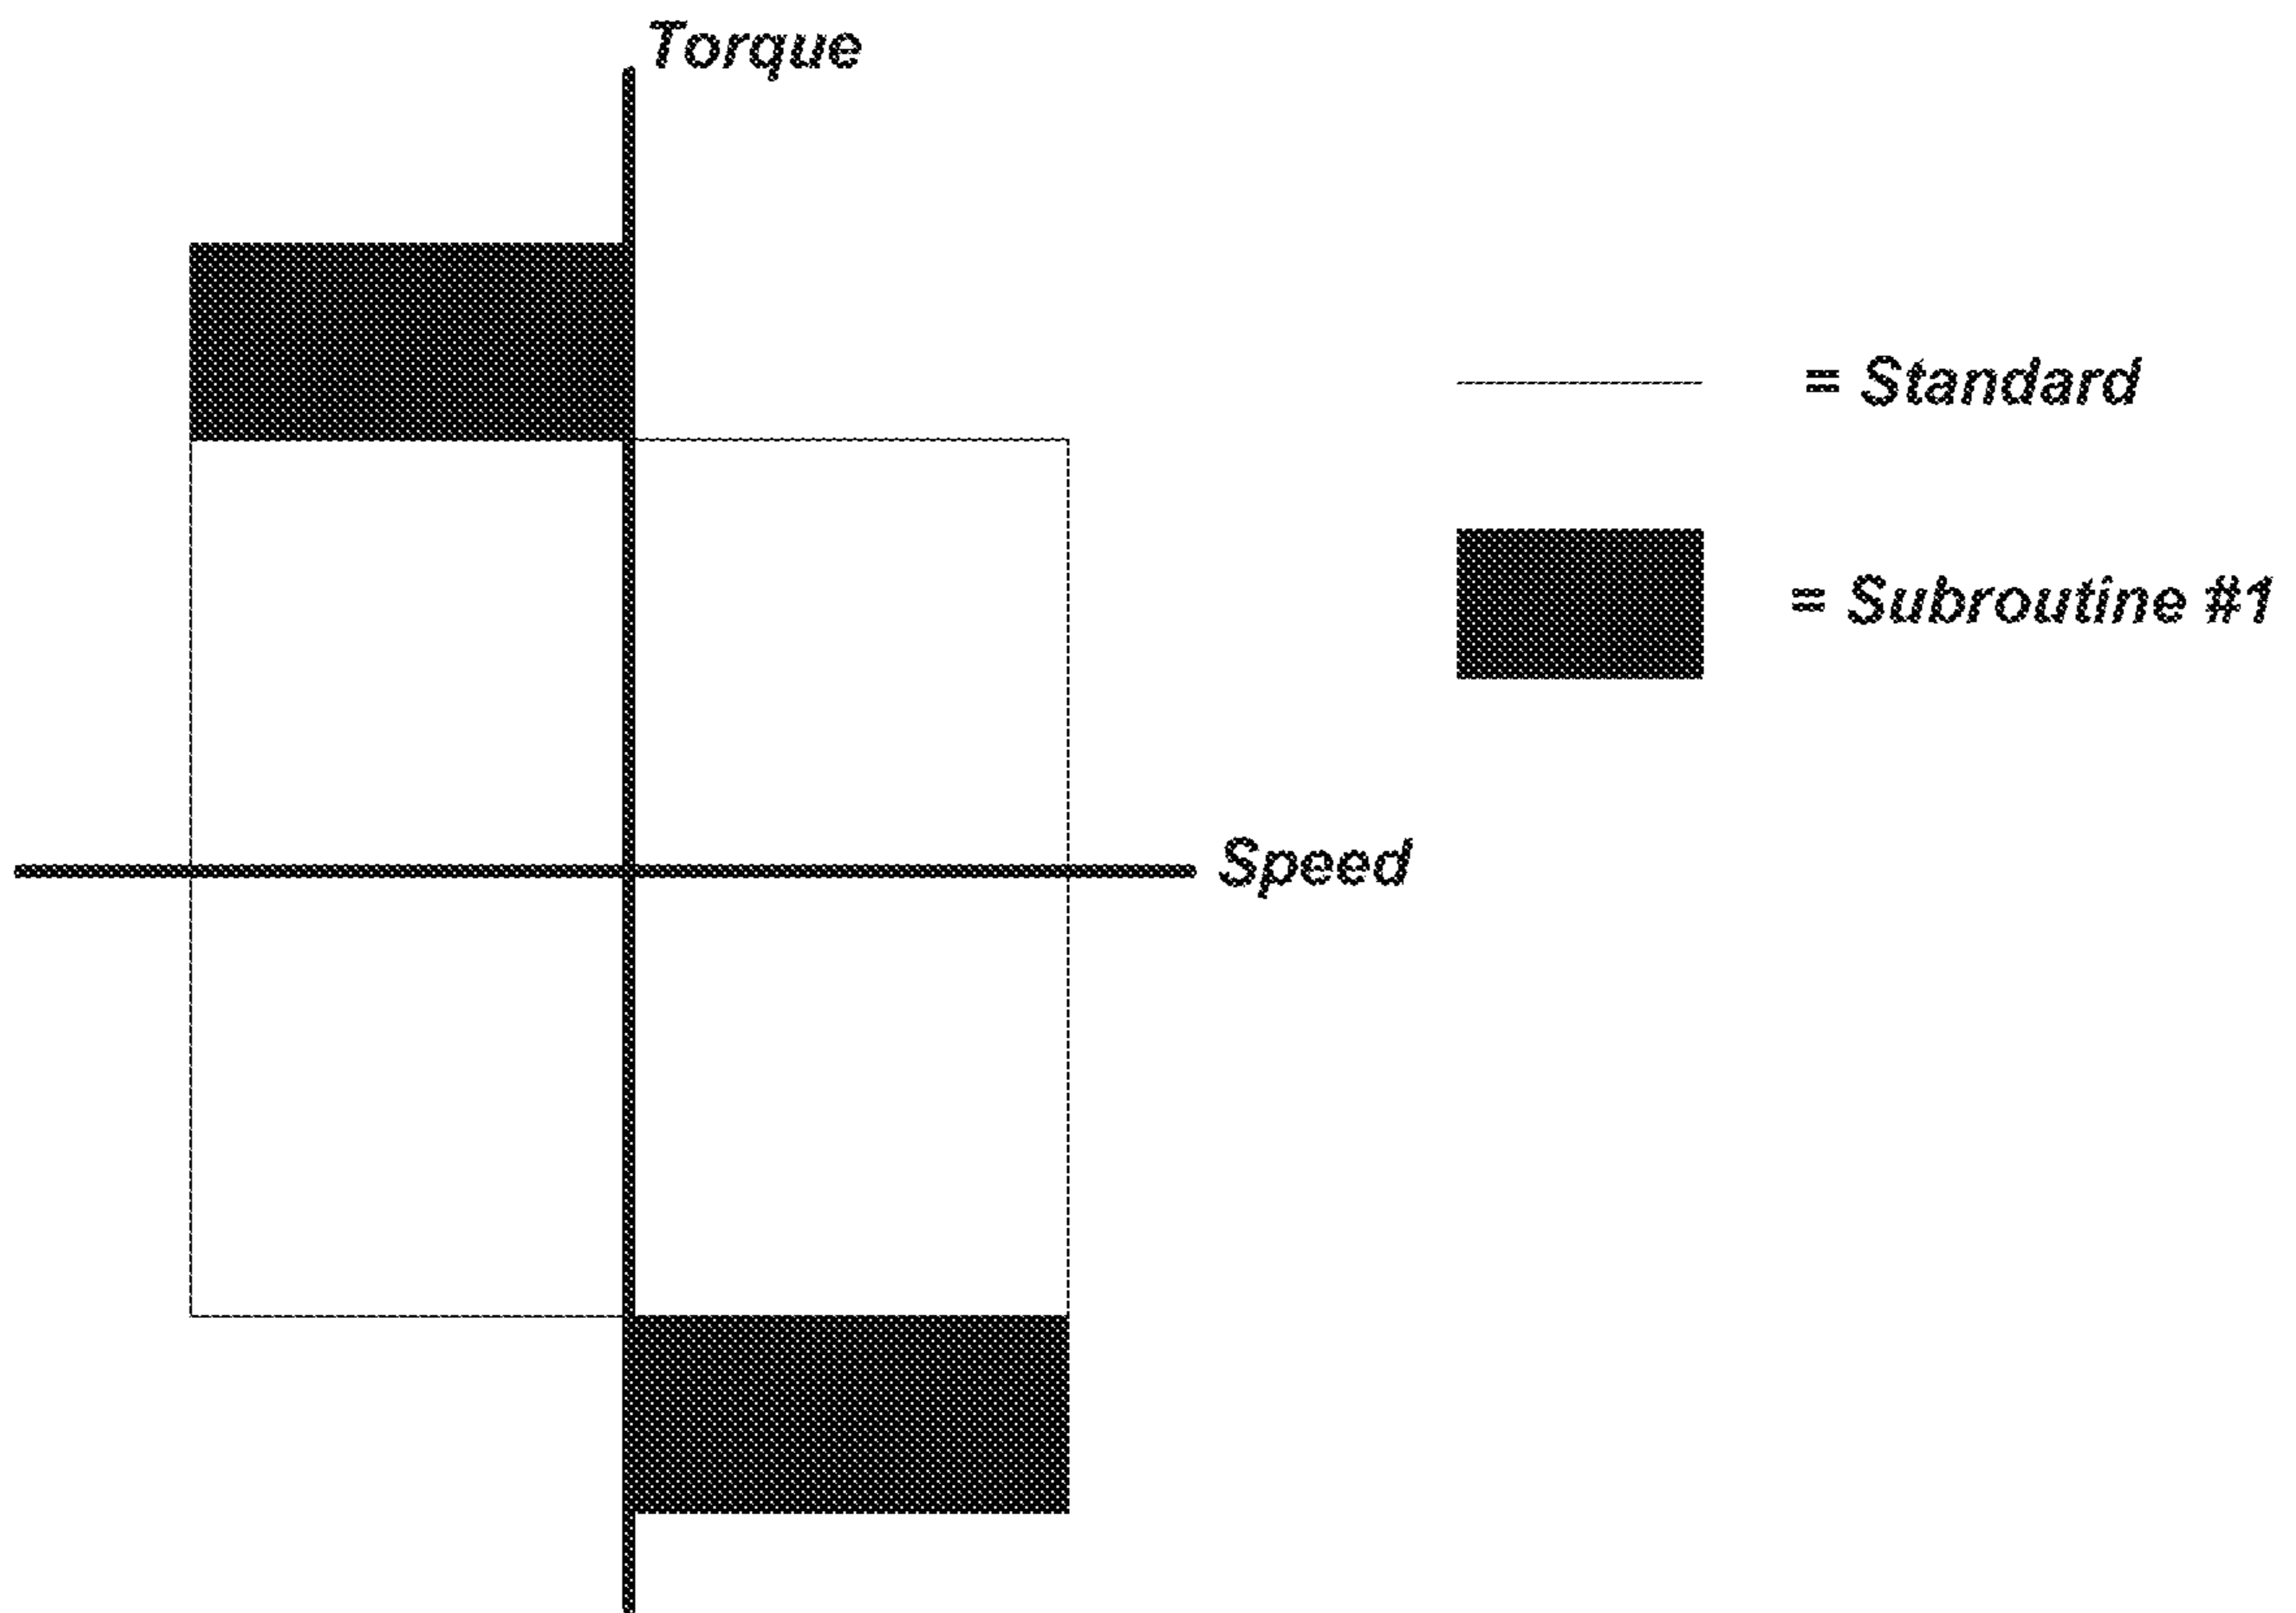 Torque
= Standard
= Subroutine #1
Speed